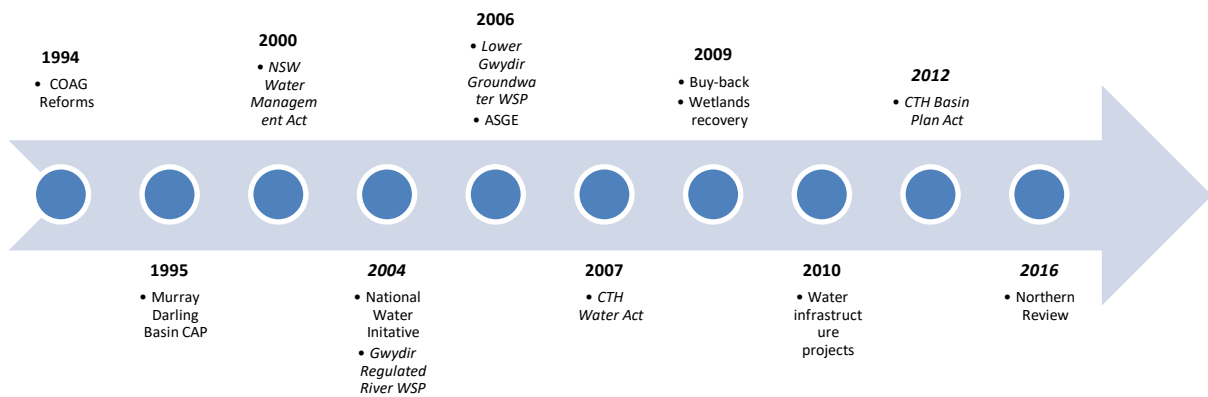 1994
• COAG
Reforms
1995
• Murray
Darling
Basin CAP
2000
• NSW
Water
Managem
ent Act
2004
• National
Water
Initative
• Gwydir
Regulated
River WSP
2006
• Lower
Gwydir
Groundwa
ter WSP
• ASGE
2007
• CTH
Water Act
2009
• Buy-back
• Wetlands
recovery
2010
• Water
infrastruct
ure
projects
2012
• CTH Basin
Plan Act
2016
• Northern
Review